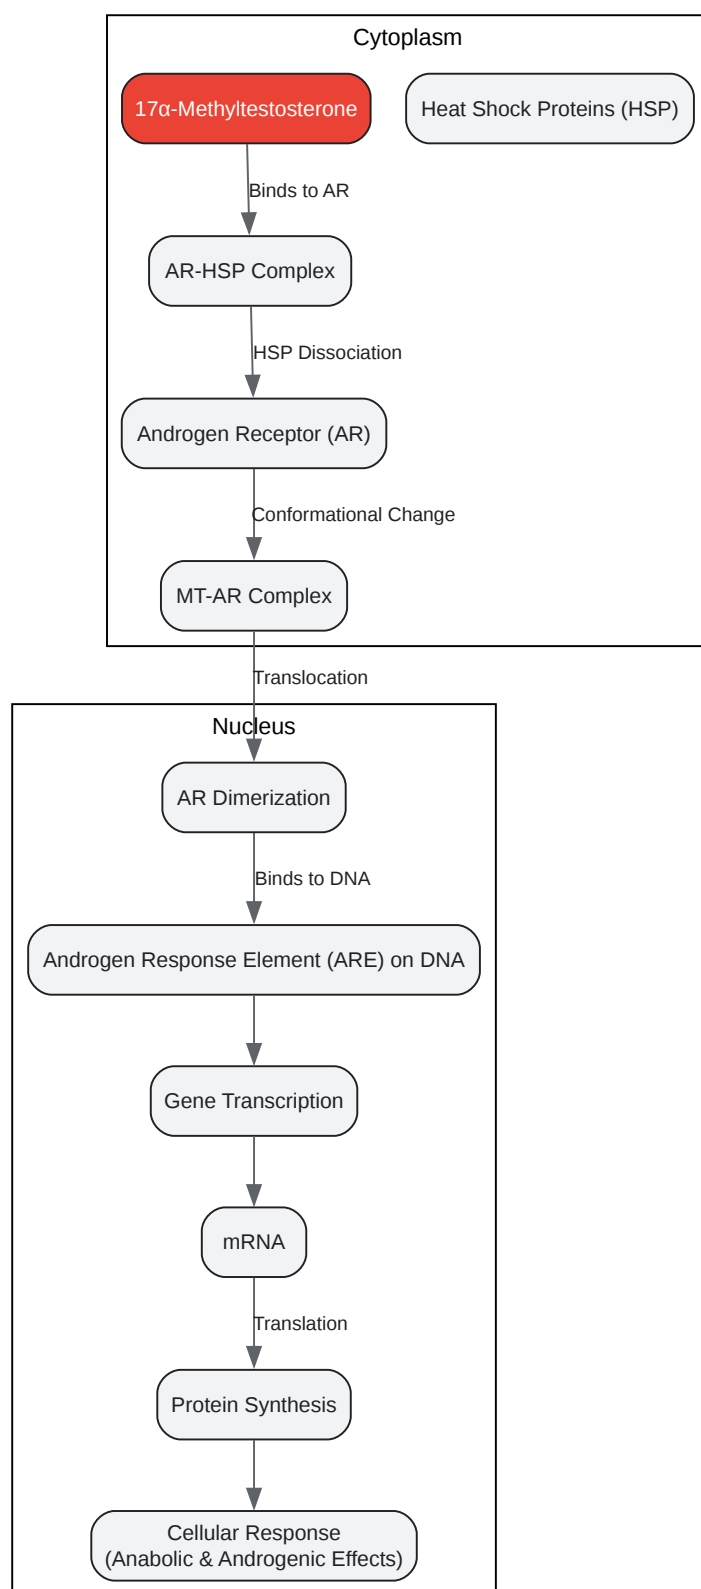 Cytoplasm
17α-Methyltestosterone
Heat Shock Proteins (HSP)
Binds to AR
AR-HSP Complex
HSP Dissociation
Androgen Receptor (AR)
Conformational Change
MT-AR Complex
Translocation
Nucleus
AR Dimerization
Binds to DNA
Androgen Response Element (ARE) on DNA
Gene Transcription
mRNA
Translation
Protein Synthesis
Cellular Response
(Anabolic & Androgenic Effects)